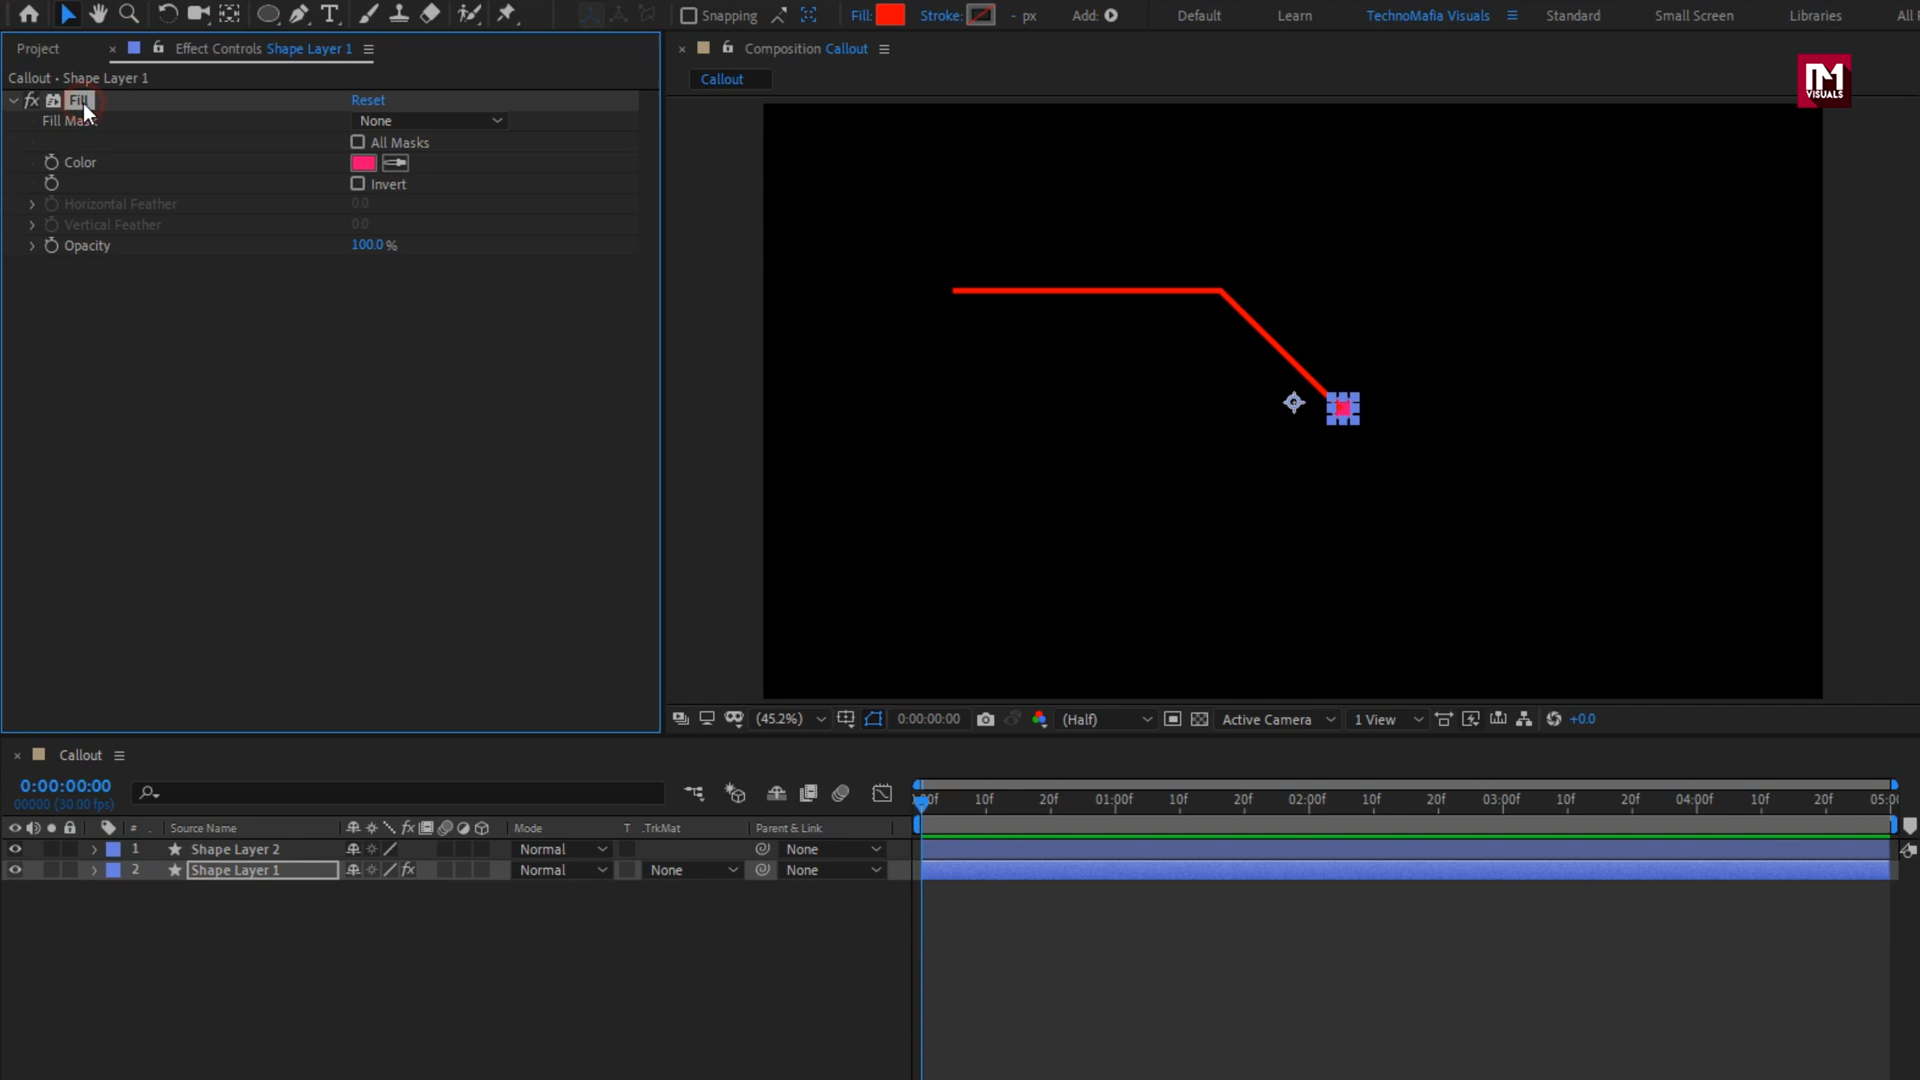 Snapping Fill: Stroke: - px Add: Default Learn TechnoMafia Visuals Standard Small Screen Libraries All
Project × Effect Controls Shape Layer 1
× Composition Callout
Callout • Shape Layer 1
Callout
VISUALS
fx Fill Reset
Fill Mask None
All Masks
Color
Invert
Horizontal Feather 0.0
Vertical Feather 0.0
Opacity 100.0 %
(45.2%) 0:00:00:00 (Half) Active Camera 1 View +0.0
× Callout
0:00:00:00
00000 (30.00 fps)
:00f 10f 20f 01:00f 10f 20f 02:00f 10f 20f 03:00f 10f 20f 04:00f 10f 20f 05:00
# . Source Name fx Mode T .TrkMat Parent & Link
1 Shape Layer 2 Normal None
2 Shape Layer 1 fx Normal None None